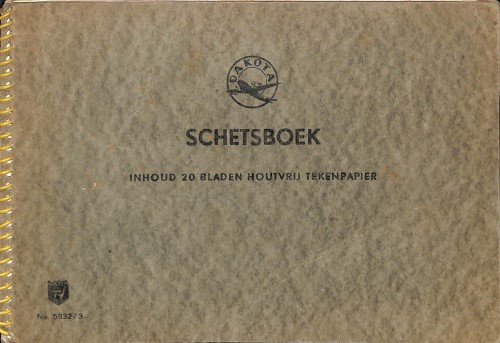 DAKOTA
SCHETSBOEK
INHOUD 20 BLADEN HOUTVRIJ TEKENPAPIER
No. 5832/3